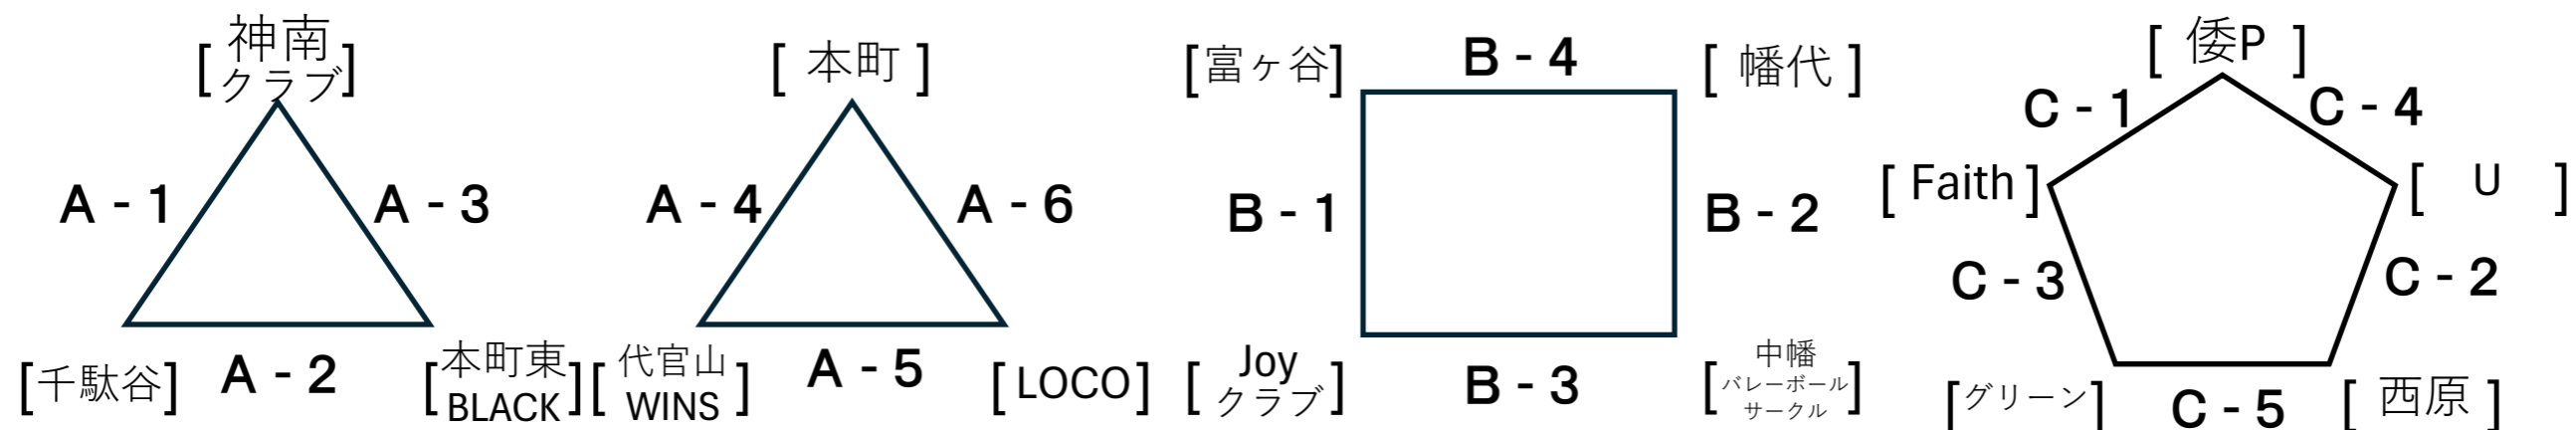 [神南
クラブ]
A - 1
A - 3
[千駄谷]
A - 2
[本町東
BLACK]
[ 本町 ]
A - 4
A - 6
[代官山
WINS ]
A - 5
[ LOCO ]
[富ヶ谷]
B - 4
[ 幡代 ]
B - 1
B - 2
[ Joy
クラブ ]
B - 3
[中幡
バレーボール
サークル]
[ 倭P ]
C - 1
C - 4
[ Faith ]
[ U ]
C - 3
C - 2
[グリーン]
C - 5
[ 西原 ]